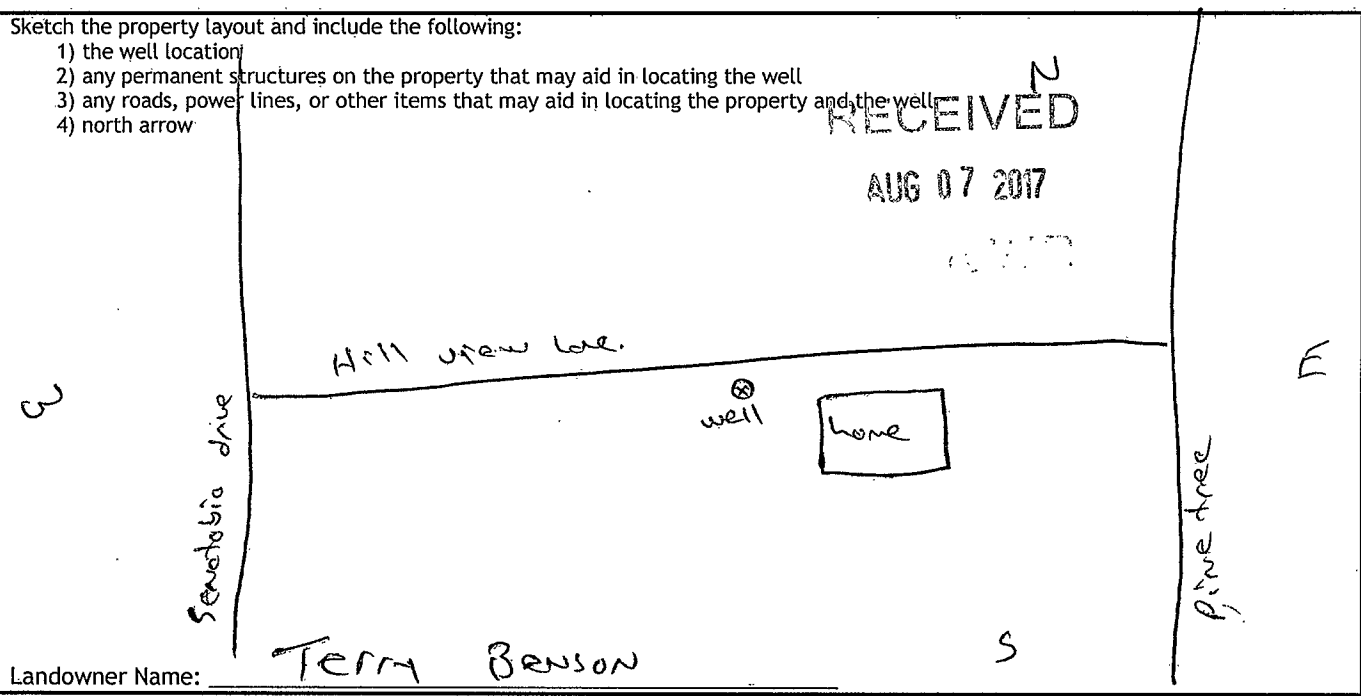 Sketch the property layout and include the following:
1) the well location
2) any permanent structures on the property that may aid in locating the well
3) any roads, power lines, or other items that may aid in locating the property and the well
4) north arrow
N
RECEIVED
AUG 07 2017
Hill view
W
E
well
home
Senatobia drive
Pine tree
S
Landowner Name: Terry Benson